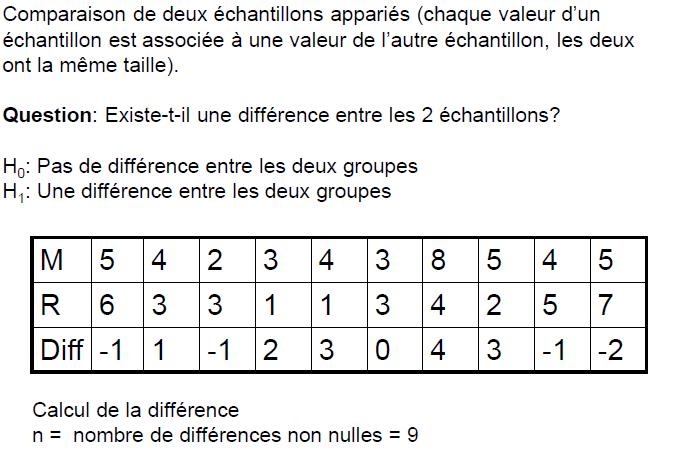 Comparaison de deux échantillons appariés (chaque valeur d’un
échantillon est associée à une valeur de l’autre échantillon, les deux
ont la même taille).
Question: Existe-t-il une différence entre les 2 échantillons?
H₀: Pas de différence entre les deux groupes
H₁: Une différence entre les deux groupes
M 5 4 2 3 4 3 8 5 4 5
R 6 3 3 1 1 3 4 2 5 7
Diff -1 1 -1 2 3 0 4 3 -1 -2
Calcul de la différence
n = nombre de différences non nulles = 9